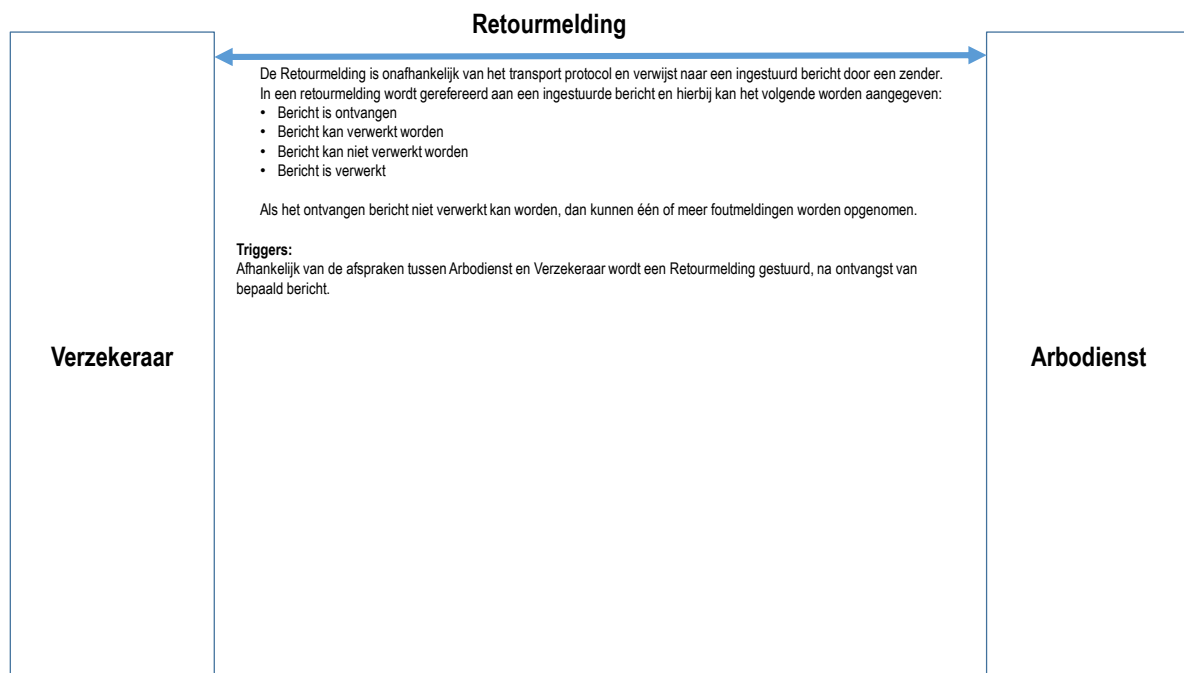 Retourmelding
De Retourmelding is onafhankelijk van het transport protocol en verwijst naar een ingestuurd bericht door een zender.
In een retourmelding wordt gerefereerd aan een ingestuurde bericht en hierbij kan het volgende worden aangegeven:
• Bericht is ontvangen
• Bericht kan verwerkt worden
• Bericht kan niet verwerkt worden
• Bericht is verwerkt
Als het ontvangen bericht niet verwerkt kan worden, dan kunnen één of meer foutmeldingen worden opgenomen.
Triggers:
Afhankelijk van de afspraken tussen Arbodienst en Verzekeraar wordt een Retourmelding gestuurd, na ontvangst van
bepaald bericht.
Verzekeraar
Arbodienst